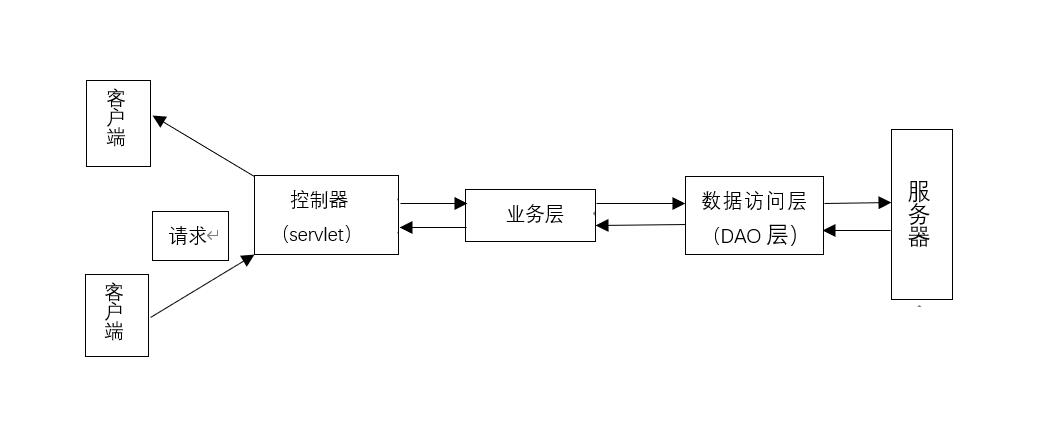 客户端
控制器
（servlet）
业务层
数据访问层
（DAO 层）
服务器
请求
客户端